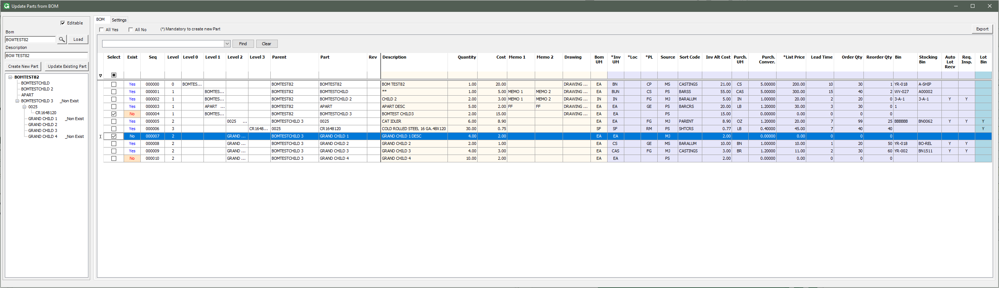 Update Parts from BOM
Editable
Bom
BOMTEST82 Load
Description
BOM TEST82
Create New Part Update Existing Part
BOMTEST82
BOMTESTCHILD
BOMTESTCHILD 2
APART
BOMTESTCHILD 3 _Non Exist
0025
CR1648120
GRAND CHILD 1 _Non Exist
GRAND CHILD 2
GRAND CHILD 3
GRAND CHILD 4 _Non Exist
BOM Settings
All Yes All No (*) Mandatory to create new Part Export
Find Clear
Select Exist Seq Level Level 0 Level 1 Level 2 Level 3 Parent Part Rev Description Quantity Cost Memo 1 Memo 2 Drawing Bom UM *Inv UM *Loc *PL Source Sort Code Inv Alt Cost Purch. UM Purch. Conver. *List Price Lead Time Order Qty Reorder Qty Bin Stocking Bin Auto Lot Recv Req. Insp. Lot Bin
Yes 000000 0 BOMTES... BOMTEST82 BOMTEST82 BOM TEST82 1.00 20.00 DRAWING ... EA BN CP MS CASTINGS 21.00 CS 5.00000 200.00 10 30 1 YR-018 A-SHIP
Yes 000001 1 BOMTES... BOMTEST82 BOMTESTCHILD ** 1.00 5.00 MEMO 1 MEMO 2 DRAWING ... EA BUN CS PS BARSS 55.00 CAS 5.00000 300.00 15 40 2 WV-027 A00002
Yes 000002 1 BOMTES... BOMTEST82 BOMTESTCHILD 2 CHILD 2 2.00 3.00 MEMO 1 MEMO 2 DRAWING ... IN IN FG MJ BARALUM 5.00 IN 1.00000 20.00 2 20 0 3-A-1 3-A-1 Y Y
Yes 000003 1 APART ... BOMTEST82 APART APART DESC 5.00 2.00 FF FF DRAWING ... EA EA GE PS BARCRS 20.00 LB 1.20000 30.00 3 30 0 1
No 000004 1 BOMTES... BOMTEST82 BOMTESTCHILD 3 BOMTEST CHILD3 2.00 15.00 DRAWING ... EA EA PS 15.00 0.00000 0.00 0 0 0
Yes 000005 2 0025 ... BOMTESTCHILD 3 0025 CAT IDLER 6.00 8.90 EA EA FG MJ PARENT 8.90 OZ 1.20000 20.00 7 99 25 BBBBBB BN0062 Y Y Y
Yes 000006 3 CR1648... 0025 CR1648120 COLD ROLLED STEEL 16 GA.48X120 30.00 0.75 SF SF RM PS SHTCRS 0.77 LB 0.40000 45.00 7 40 40 Y
No 000007 2 GRAND ... BOMTESTCHILD 3 GRAND CHILD 1 GRAND CHILD 1 DESC 4.00 2.00 EA EA MJ 2.00 0.00000 0.00 0 0 0
Yes 000008 2 GRAND ... BOMTESTCHILD 3 GRAND CHILD 2 GRAND CHILD 2 2.00 1.00 EA CS GE MS BARALUM 10.00 BN 1.00000 10.00 1 20 50 YR-018 BO-REL Y Y
Yes 000009 2 GRAND ... BOMTESTCHILD 3 GRAND CHILD 3 GRAND CHILD 3 4.00 3.00 EA CAS FG MJ CASTINGS 3.00 BR 1.20000 11.00 2 30 60 YR-002 BN1511 Y Y
No 000010 2 GRAND ... BOMTESTCHILD 3 GRAND CHILD 4 GRAND CHILD 4 10.00 2.00 EA EA PS 2.00 0.00000 0.00 0 0 0